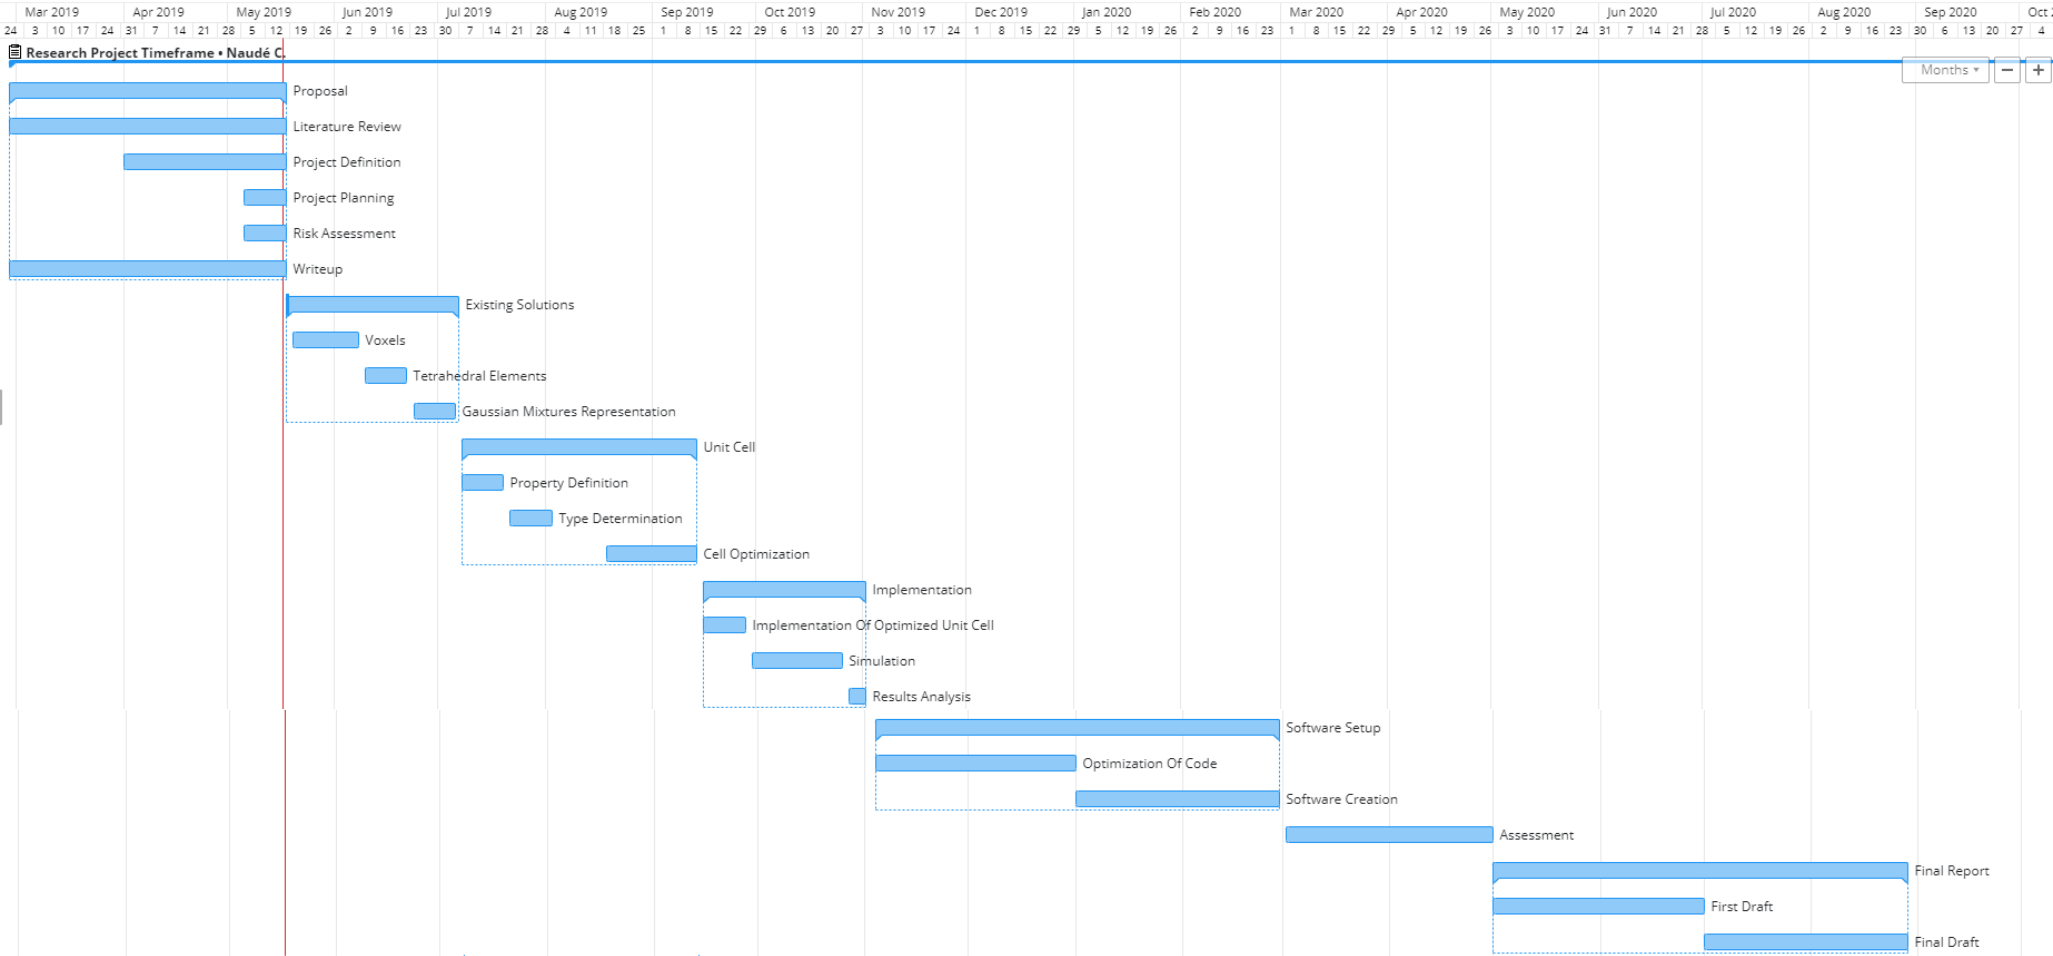 Mar 2019 Apr 2019 May 2019 Jun 2019 Jul 2019 Aug 2019 Sep 2019 Oct 2019 Nov 2019 Dec 2019 Jan 2020 Feb 2020 Mar 2020 Apr 2020 May 2020 Jun 2020 Jul 2020 Aug 2020 Sep 2020 Oct
24 3 10 17 24 31 7 14 21 28 5 12 19 26 2 9 16 23 30 7 14 21 28 4 11 18 25 1 8 15 22 29 6 13 20 27 3 10 17 24 1 8 15 22 29 5 12 19 26 2 9 16 23 1 8 15 22 29 5 12 19 26 3 10 17 24 31 7 14 21 28 5 12 19 26 2 9 16 23 30 6 13 20 27 4
Research Project Timeframe • Naudé C.
Months ▾ − +
Proposal
Literature Review
Project Definition
Project Planning
Risk Assessment
Writeup
Existing Solutions
Voxels
Tetrahedral Elements
Gaussian Mixtures Representation
Unit Cell
Property Definition
Type Determination
Cell Optimization
Implementation
Implementation Of Optimized Unit Cell
Simulation
Results Analysis
Software Setup
Optimization Of Code
Software Creation
Assessment
Final Report
First Draft
Final Draft